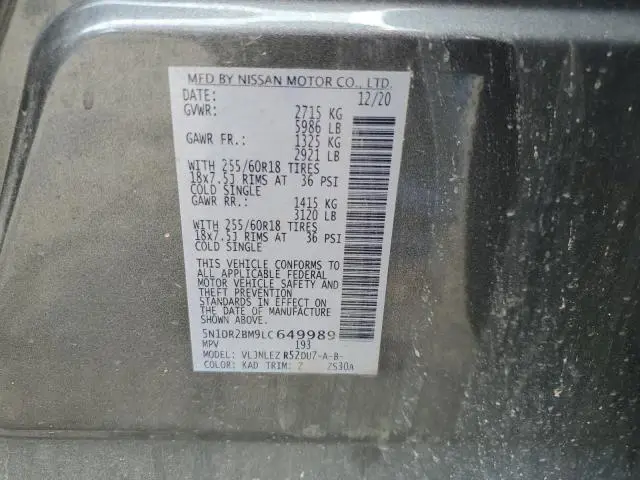 MFD BY NISSAN MOTOR CO., LTD.
DATE: 12/20
GVWR: 2715 KG
5986 LB
GAWR FR.: 1325 KG
2921 LB
WITH 255/60R18 TIRES
18x7.5J RIMS AT 36 PSI
COLD SINGLE
GAWR RR.: 1415 KG
3120 LB
WITH 255/60R18 TIRES
18x7.5J RIMS AT 36 PSI
COLD SINGLE
THIS VEHICLE CONFORMS TO
ALL APPLICABLE FEDERAL
MOTOR VEHICLE SAFETY AND
THEFT PREVENTION
STANDARDS IN EFFECT ON
THE DATE OF MANUFACTURE
SHOWN ABOVE.
5N1DR2BM9LC649989
MPV 193
MODEL: VLJNLEZ R52DU7-A-B-
COLOR: KAD TRIM: Z ZS30A